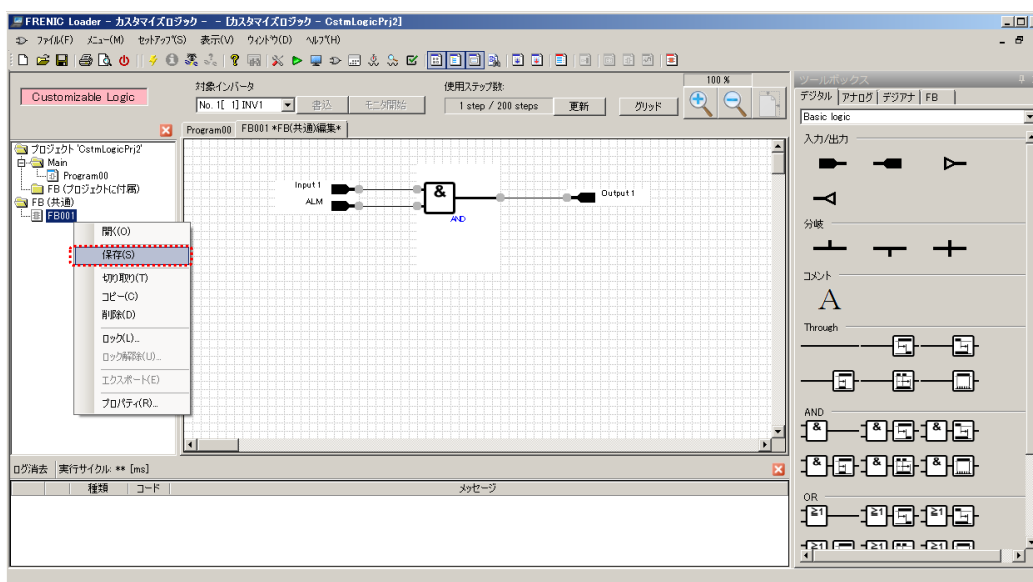 FRENIC Loader - カスタマイズロジック - - [カスタマイズロジック - CstmLogicPrj2]
ファイル(F) メニュー(M) セットアップ(S) 表示(V) ウィンドウ(D) ヘルプ(H)
Customizable Logic
対象インバータ
No. 1[ 1] INV1
書込
モニタ開始
使用ステップ数:
1 step / 200 steps
更新
グリッド
100 %
Program00
FB001 *FB(共通)編集*
プロジェクト 'CstmLogicPrj2'
Main
Program00
FB (プロジェクトに付属)
FB (共通)
FB001
開く(O)
保存(S)
切り取り(T)
コピー(C)
削除(D)
ロック(L)...
ロック解除(U)...
エクスポート(E)
プロパティ(R)...
Input1
ALM
&
AND
Output1
ツールボックス
デジタル アナログ デジアナ FB
Basic logic
入力/出力
分岐
コメント
A
Through
AND
& & &
& & &
OR
≧1 ≧1 ≧1
≧1 ≧1 ≧1
ログ消去 実行サイクル: ** [ms]
種類 コード メッセージ